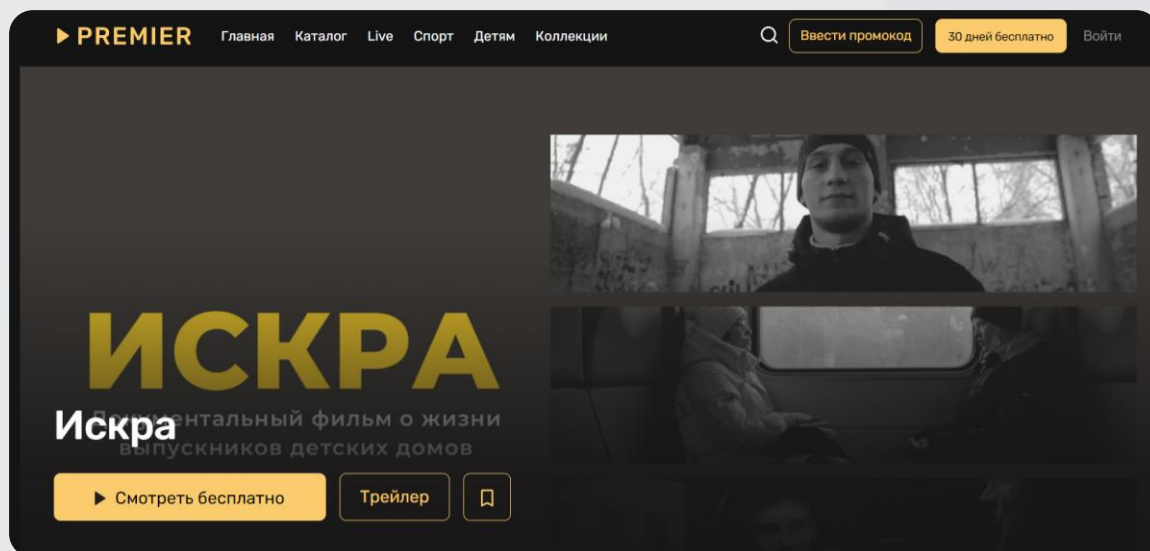 PREMIER Главная Каталог Live Спорт Детям Коллекции Ввести промокод 30 дней бесплатно Войти
ИСКРА
Документальный фильм о жизни
Искра
выпускников детских домов
Смотреть бесплатно Трейлер